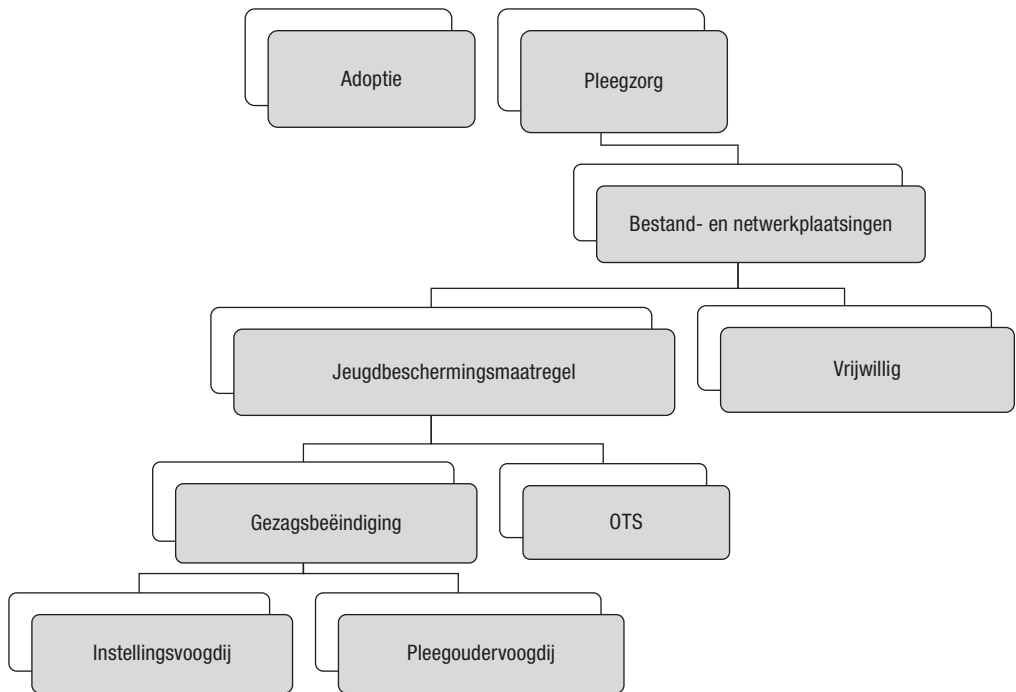 Adoptie
Pleegzorg
Bestand- en netwerkplaatsingen
Jeugdbeschermingsmaatregel
Vrijwillig
Gezagsbeëindiging
OTS
Instellingsvoogdij
Pleegoudervoogdij